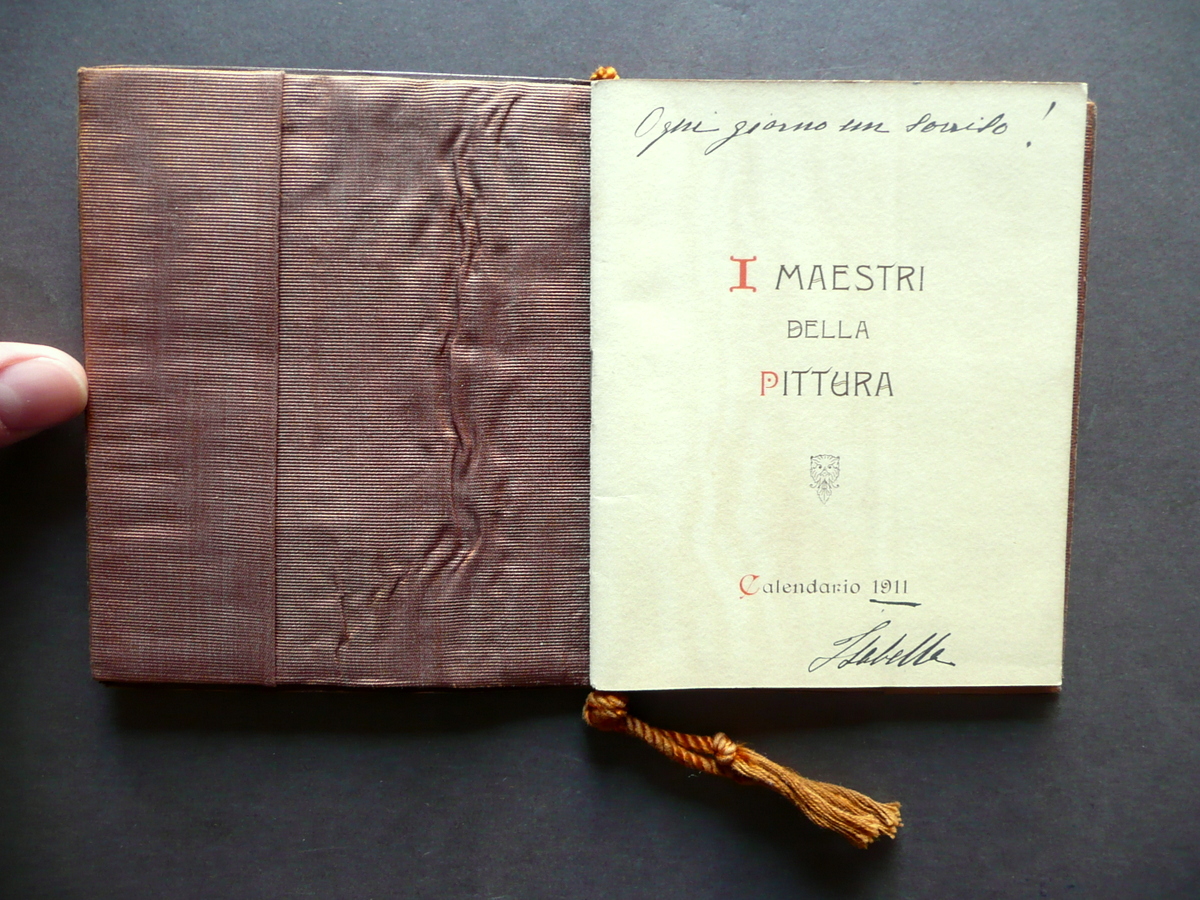 Ogni giorno un sorriso!
I MAESTRI
DELLA
PITTURA
Calendario 1911
Isabella